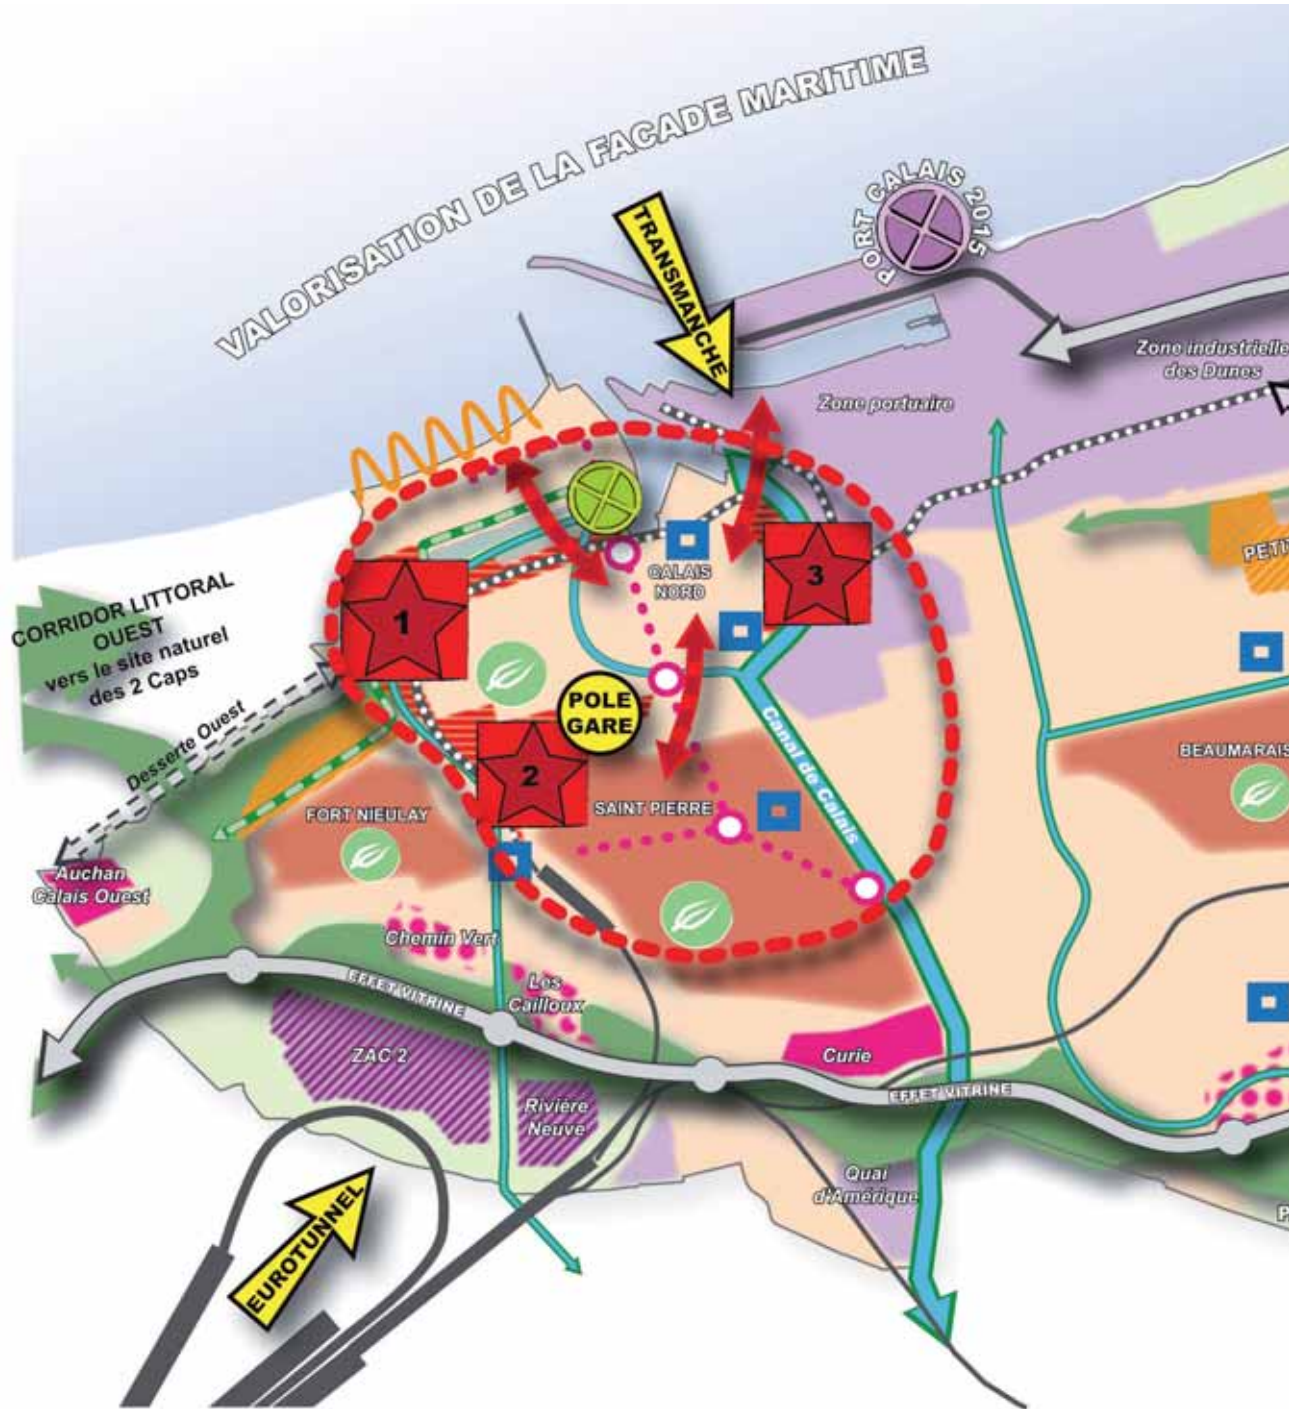 VALORISATION DE LA FACADE MARITIME
PORT CALAIS 2015
TRANSMANCHE
Zone industrielle
des Dunes
Zone portuaire
CALAIS
NORD
3
1
PETIT
CORRIDOR LITTORAL
OUEST
vers le site naturel
des 2 Caps
POLE
GARE
Desserte Ouest
2
Canal de Calais
BEAUMARAIS
FORT NIEULAY
SAINT PIERRE
Auchan
Calais Ouest
Chemin Vert
EFFET VITRINE
Les
Cailloux
ZAC 2
Curie
EFFET VITRINE
Rivière
Neuve
Quai
d'Amérique
EUROTUNNEL
P